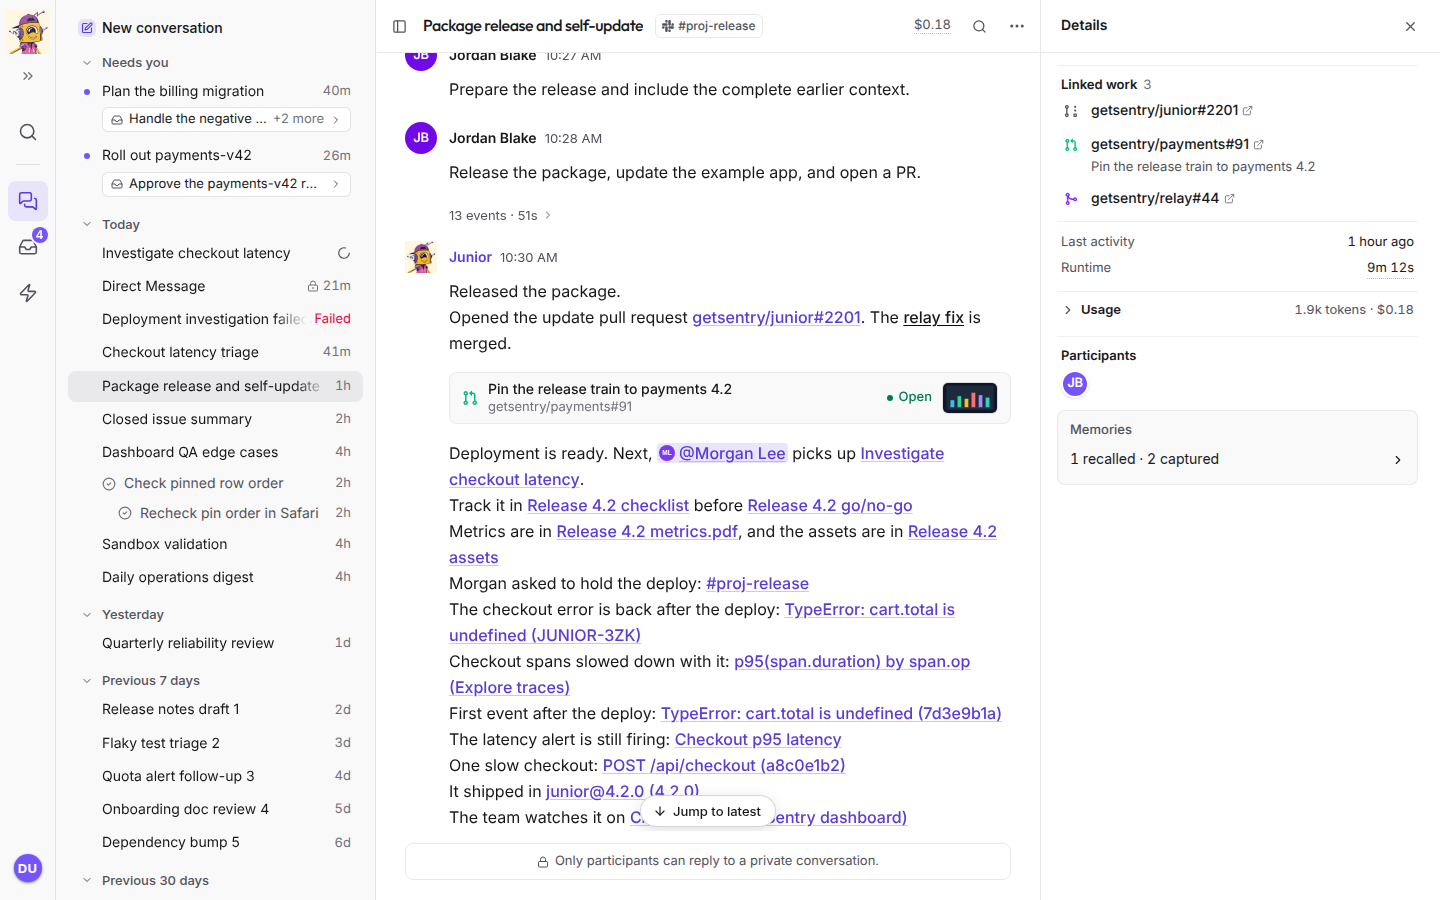 New conversation
Needs you
Plan the billing migration 40m
Handle the negative ... +2 more
Roll out payments-v42 26m
Approve the payments-v42 r...
Today
Investigate checkout latency
Direct Message 21m
Deployment investigation failed Failed
Checkout latency triage 41m
Package release and self-update 1h
Closed issue summary 2h
Dashboard QA edge cases 4h
Check pinned row order 2h
Recheck pin order in Safari 2h
Sandbox validation 4h
Daily operations digest 4h
Yesterday
Quarterly reliability review 1d
Previous 7 days
Release notes draft 1 2d
Flaky test triage 2 3d
Quota alert follow-up 3 4d
Onboarding doc review 4 5d
Dependency bump 5 6d
Previous 30 days
4
DU
Package release and self-update #proj-release $0.18
JB Jordan Blake 10:27 AM
Prepare the release and include the complete earlier context.
JB Jordan Blake 10:28 AM
Release the package, update the example app, and open a PR.
13 events · 51s
Junior 10:30 AM
Released the package.
Opened the update pull request getsentry/junior#2201. The relay fix is
merged.
Pin the release train to payments 4.2
getsentry/payments#91
Open
Deployment is ready. Next, ML @Morgan Lee picks up Investigate
checkout latency.
Track it in Release 4.2 checklist before Release 4.2 go/no-go
Metrics are in Release 4.2 metrics.pdf, and the assets are in Release 4.2
assets
Morgan asked to hold the deploy: #proj-release
The checkout error is back after the deploy: TypeError: cart.total is
undefined (JUNIOR-3ZK)
Checkout spans slowed down with it: p95(span.duration) by span.op
(Explore traces)
First event after the deploy: TypeError: cart.total is undefined (7d3e9b1a)
The latency alert is still firing: Checkout p95 latency
One slow checkout: POST /api/checkout (a8c0e1b2)
It shipped in junior@4.2.0 (4.2.0)
The team watches it on dashboard)
Jump to latest
Only participants can reply to a private conversation.
Details
Linked work 3
getsentry/junior#2201
getsentry/payments#91
Pin the release train to payments 4.2
getsentry/relay#44
Last activity 1 hour ago
Runtime 9m 12s
Usage 1.9k tokens · $0.18
Participants
JB
Memories
1 recalled · 2 captured